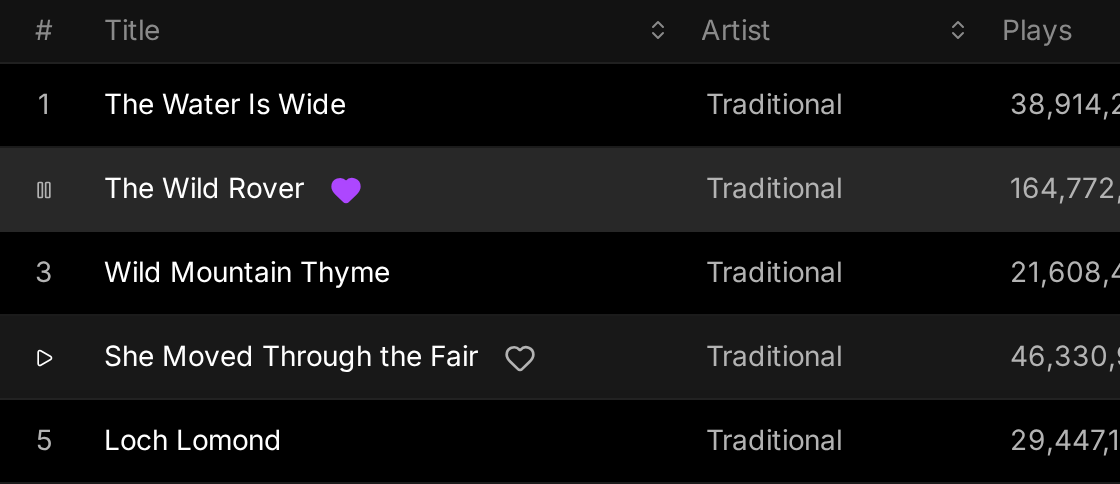 # Title Artist Plays
1 The Water Is Wide Traditional 38,914,2
The Wild Rover Traditional 164,772,
3 Wild Mountain Thyme Traditional 21,608,4
She Moved Through the Fair Traditional 46,330,9
5 Loch Lomond Traditional 29,447,1